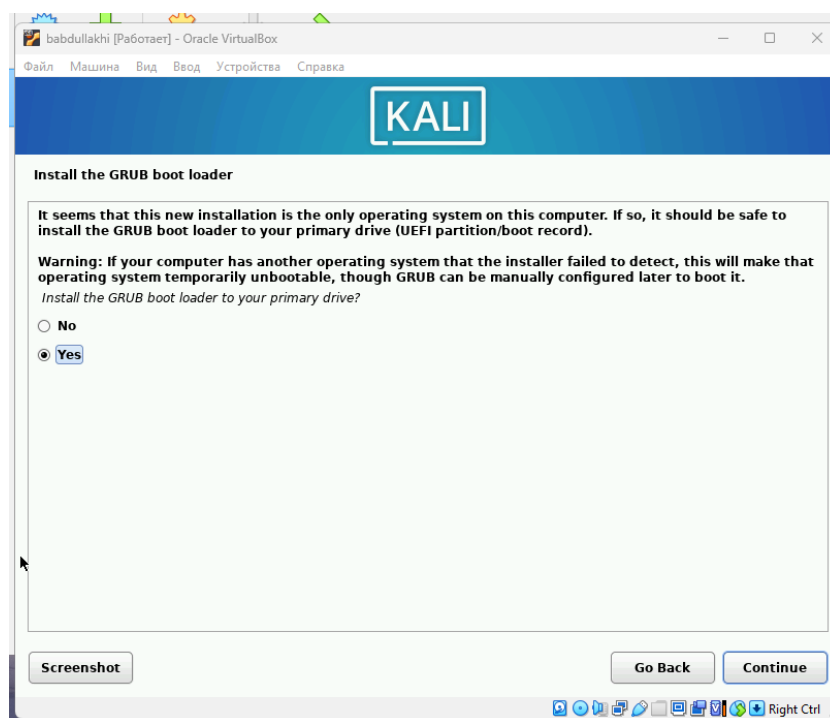 babdullakhi [Работает] - Oracle VirtualBox
Файл Машина Вид Ввод Устройства Справка
KALI
Install the GRUB boot loader
It seems that this new installation is the only operating system on this computer. If so, it should be safe to
install the GRUB boot loader to your primary drive (UEFI partition/boot record).
Warning: If your computer has another operating system that the installer failed to detect, this will make that
operating system temporarily unbootable, though GRUB can be manually configured later to boot it.
Install the GRUB boot loader to your primary drive?
No
Yes
Screenshot
Go Back
Continue
Right Ctrl